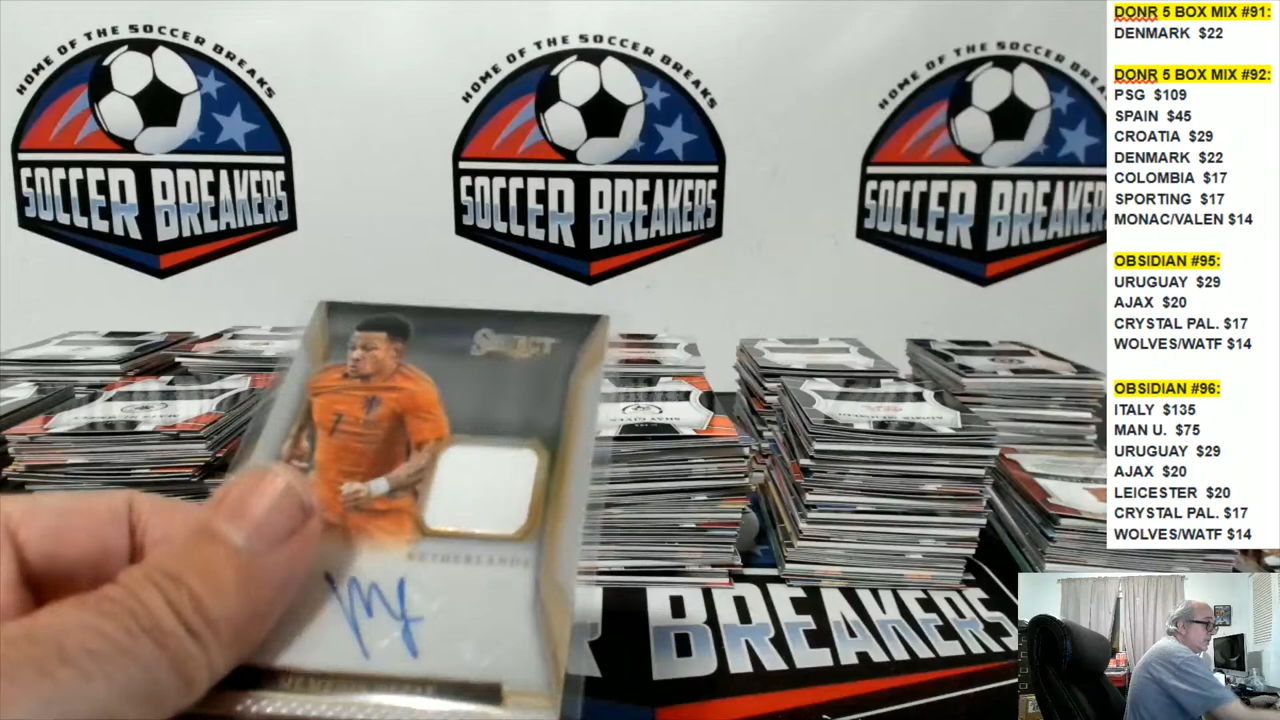 HOME OF THE SOCCER BREAKS
SOCCER BREAKERS
HOME OF THE SOCCER BREAKS
SOCCER BREAKERS
HOME OF THE SOCCER BREA
SOCCER BREAKERS
SELECT
7
NETHERLANDS
BREAKERS
DONR 5 BOX MIX #91:
DENMARK $22
DONR 5 BOX MIX #92:
PSG $109
SPAIN $45
CROATIA $29
DENMARK $22
COLOMBIA $17
SPORTING $17
MONAC/VALEN $14
OBSIDIAN #95:
URUGUAY $29
AJAX $20
CRYSTAL PAL. $17
WOLVES/WATF $14
OBSIDIAN #96:
ITALY $135
MAN U. $75
URUGUAY $29
AJAX $20
LEICESTER $20
CRYSTAL PAL. $17
WOLVES/WATF $14